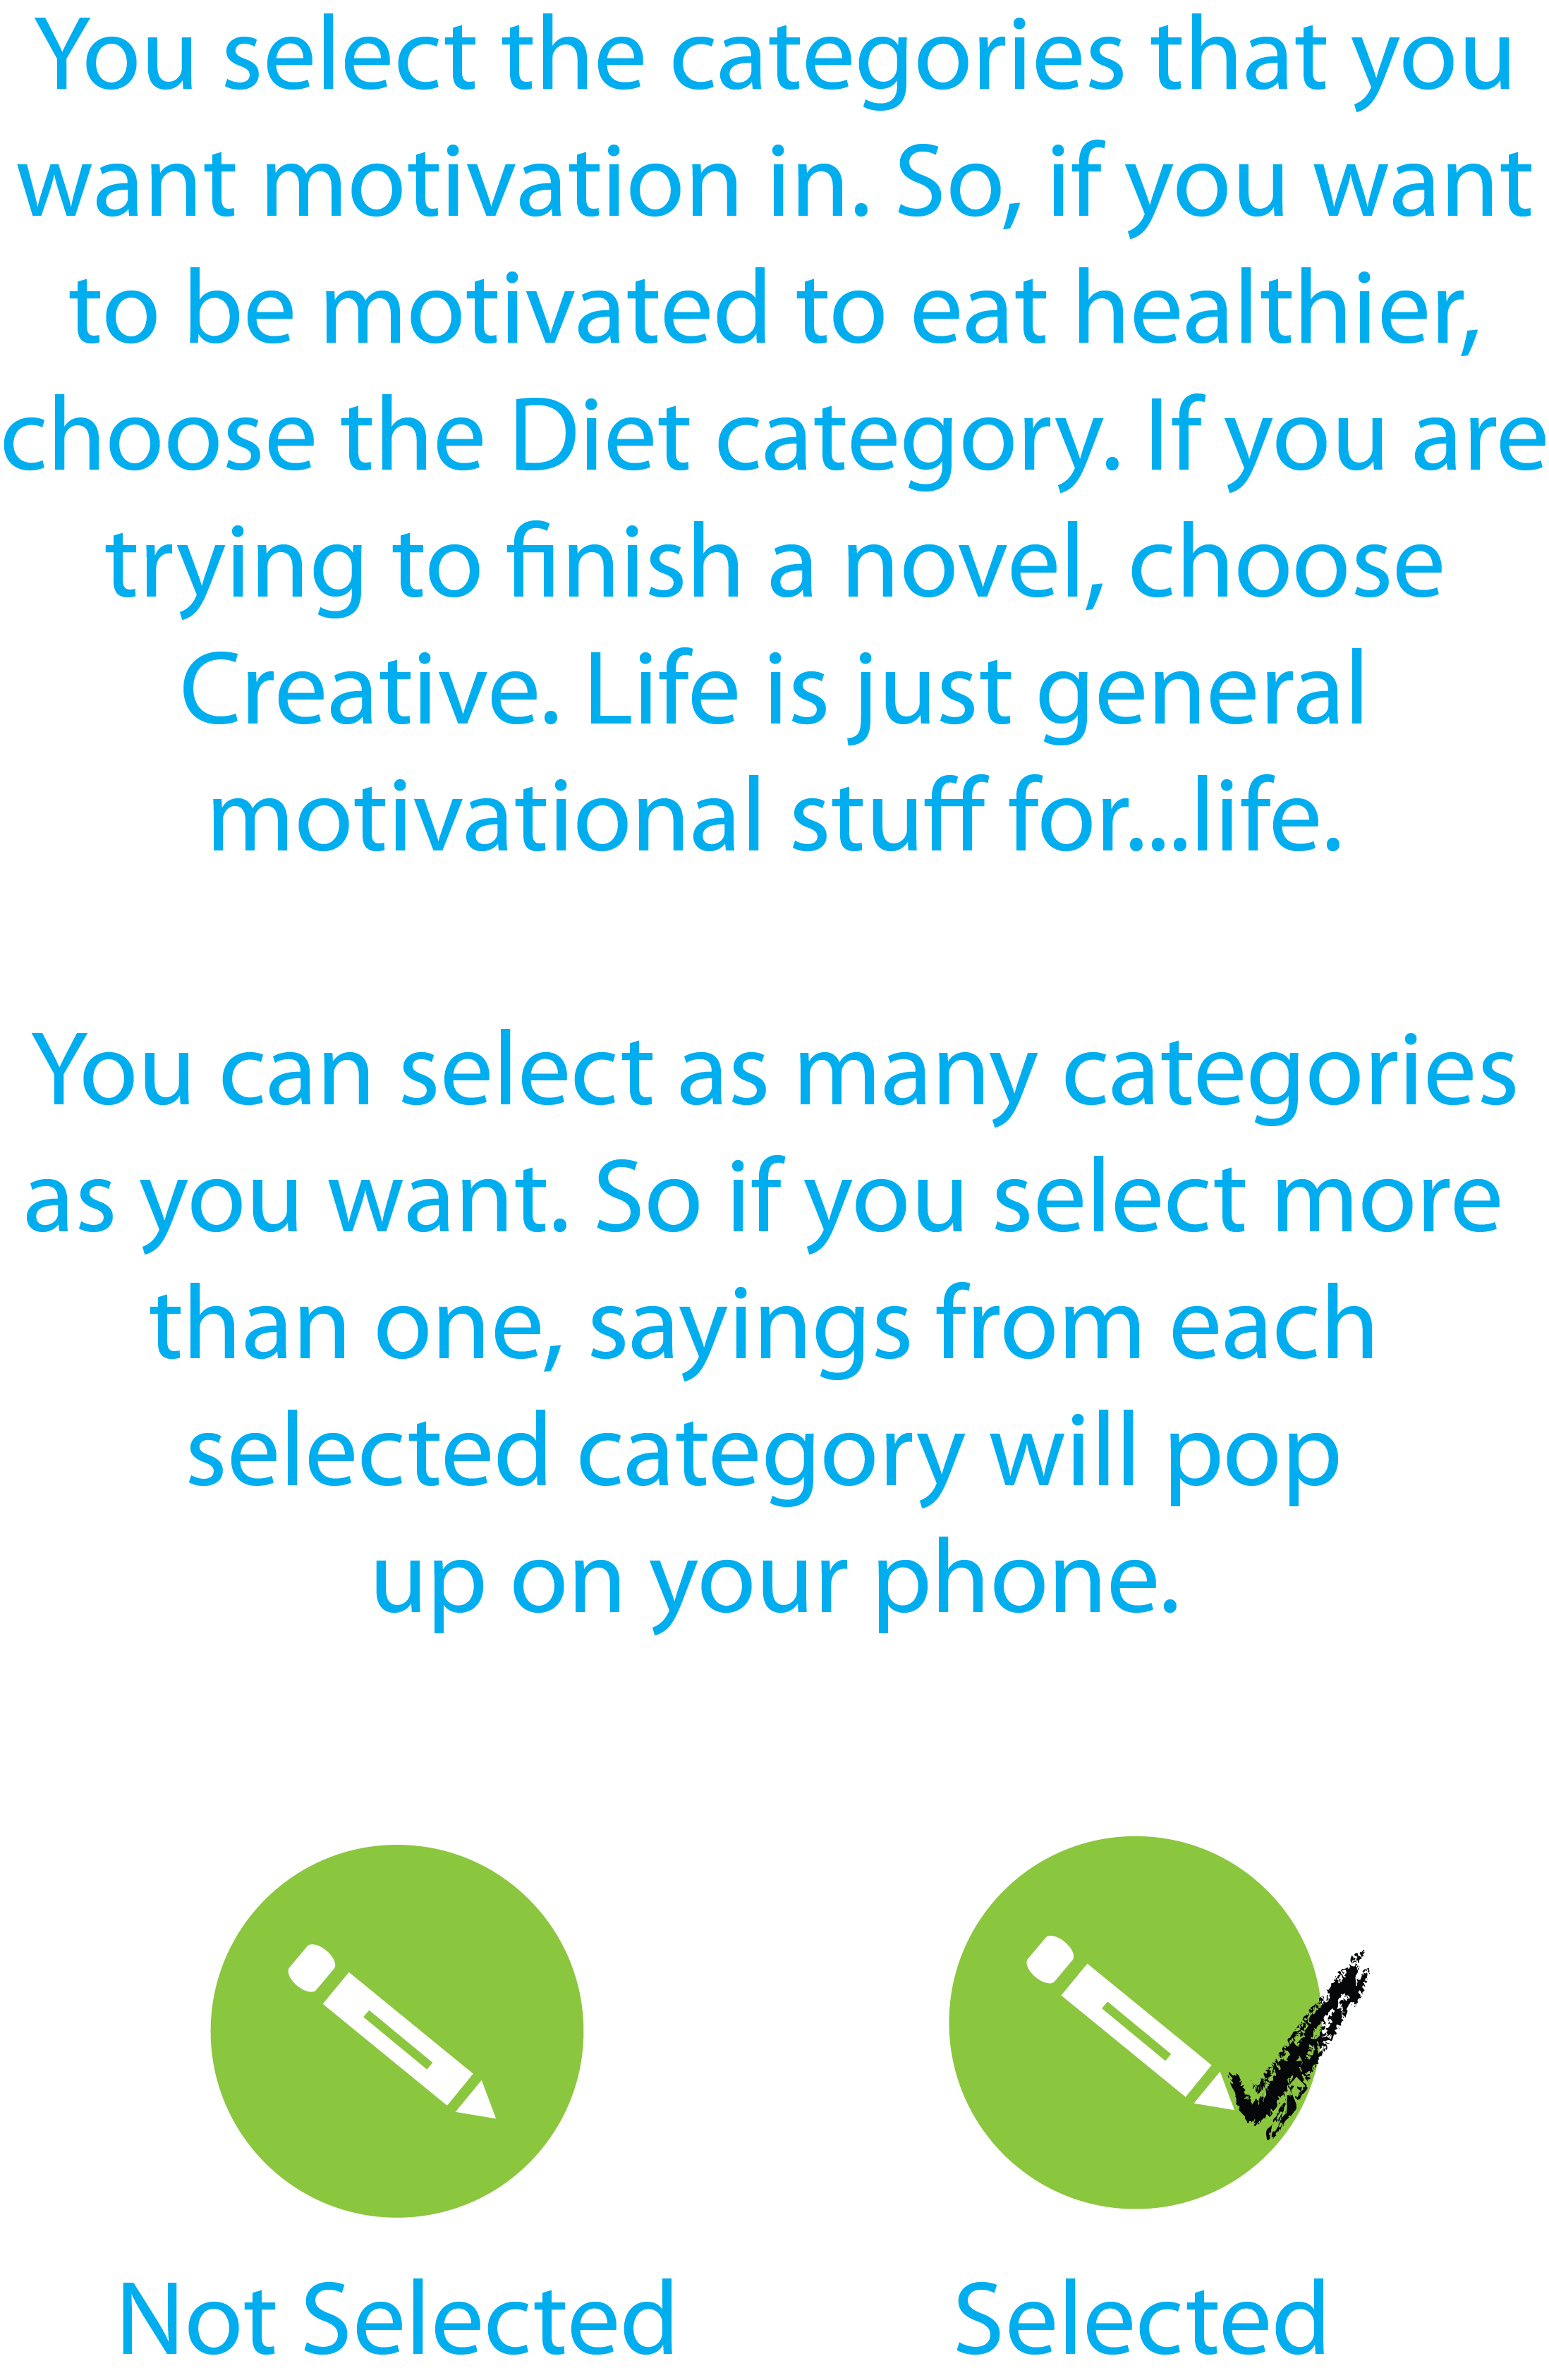 You select the categories that you
want motivation in. So, if you want
to be motivated to eat healthier,
choose the Diet category. If you are
trying to finish a novel, choose
Creative. Life is just general
motivational stuff for...life.
You can select as many categories
as you want. So if you select more
than one, sayings from each
selected category will pop
up on your phone.
Not Selected
Selected